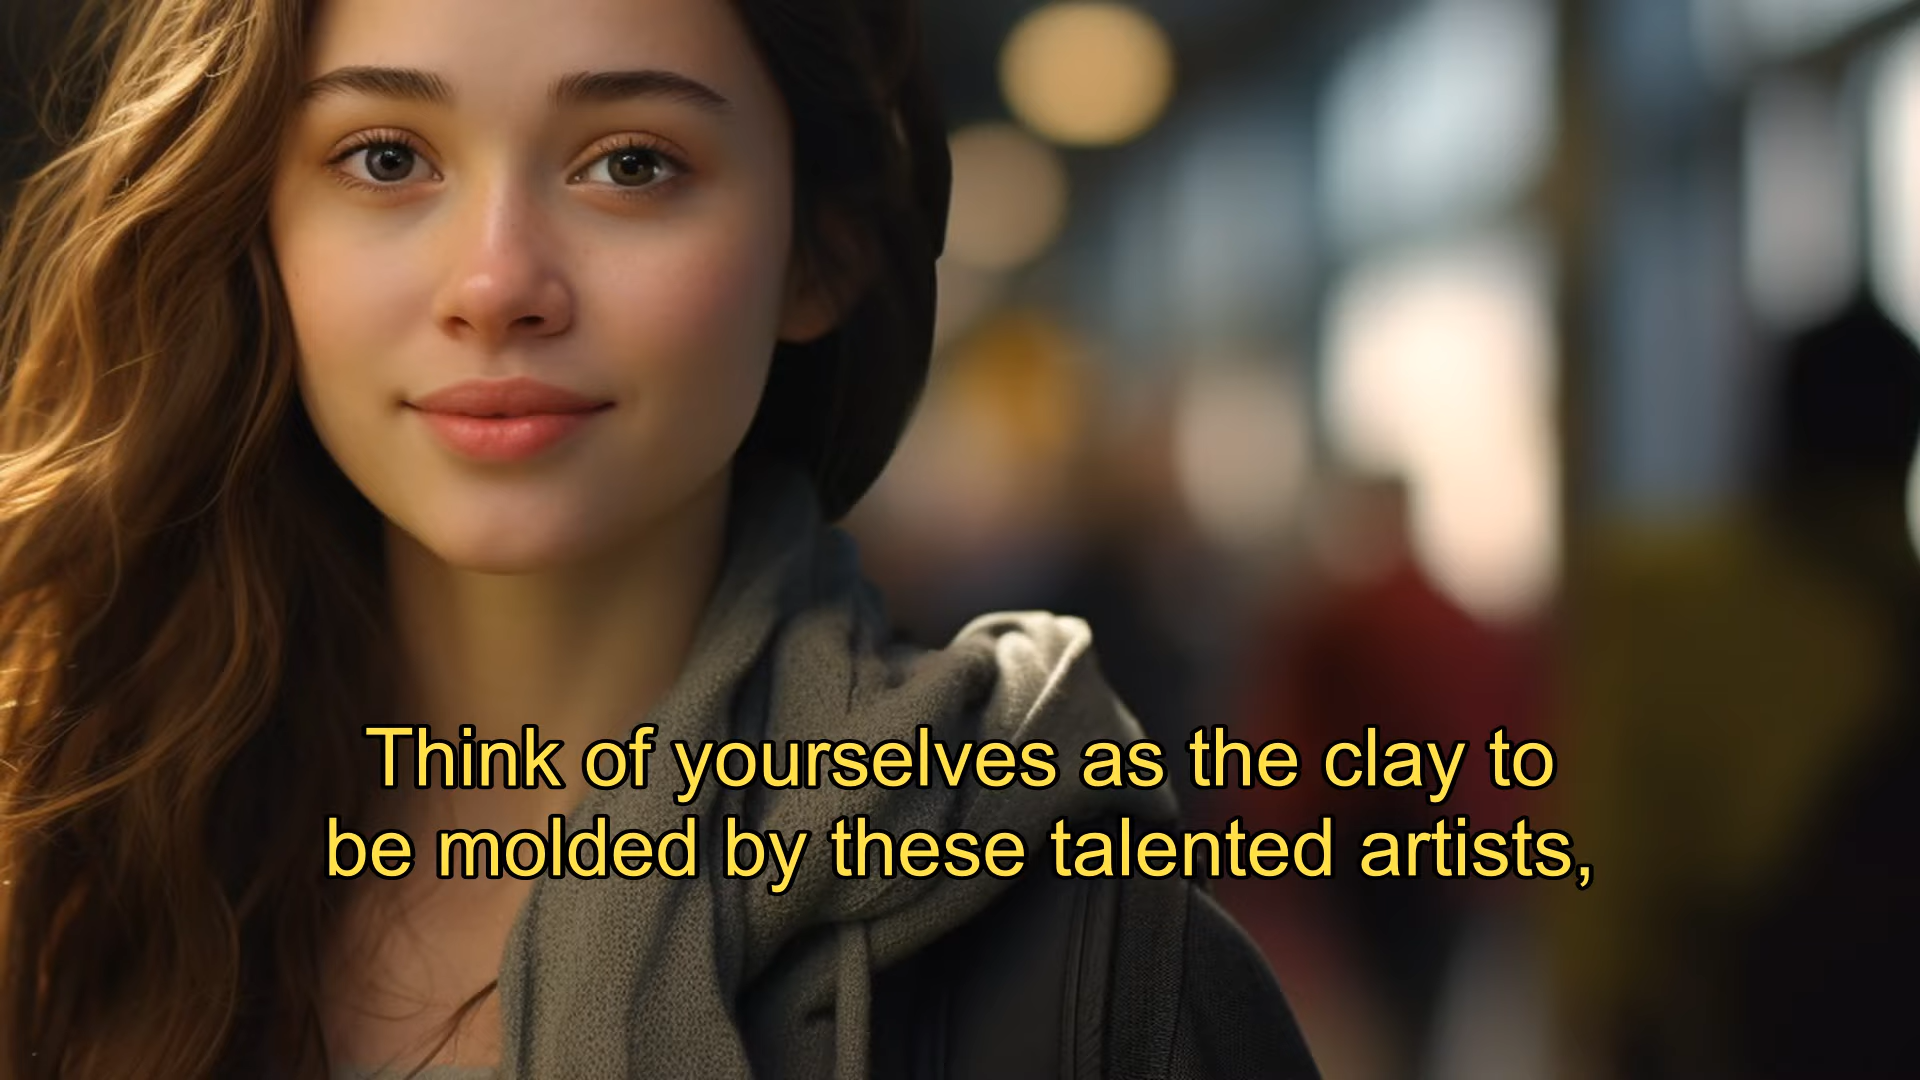 Think of yourselves as the clay to
be molded by these talented artists,